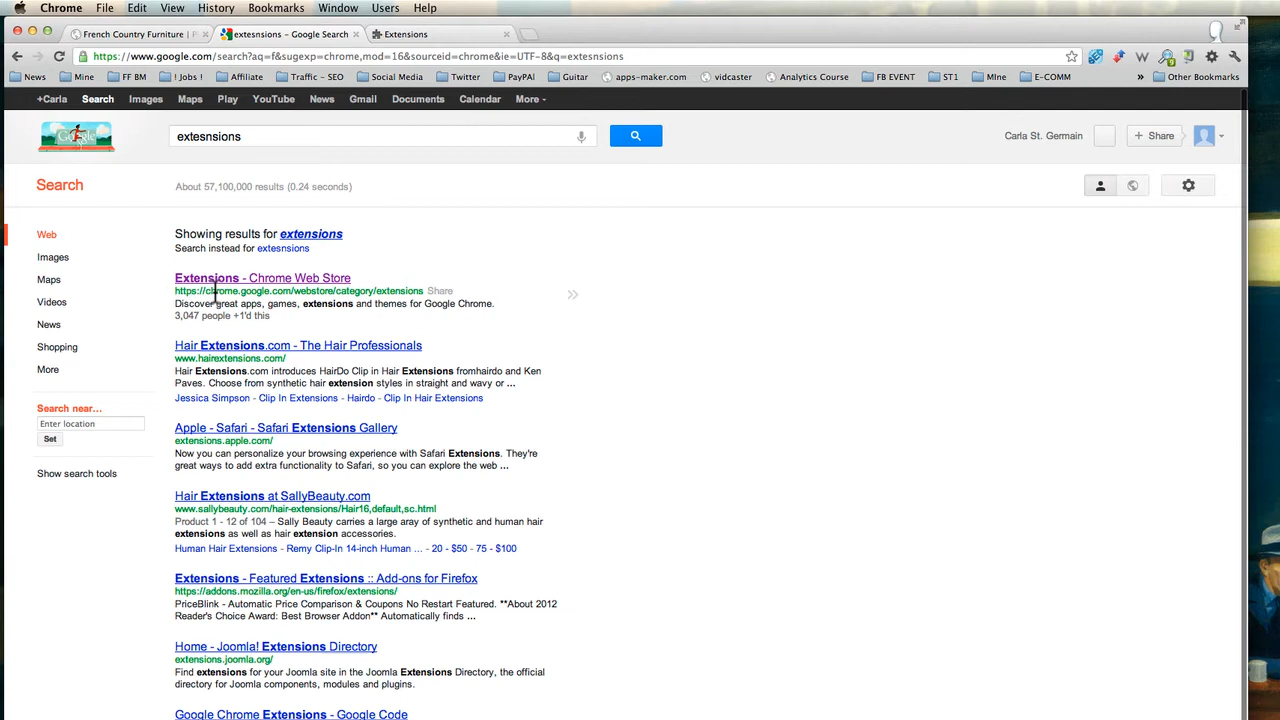 Chrome File Edit View History Bookmarks Window Users Help
French Country Furniture | P
extesnsions - Google Search
Extensions
https://www.google.com/search?aq=f&sugexp=chrome,mod=16&sourceid=chrome&ie=UTF-8&q=extesnsions
News Mine FF BM ! Jobs ! Affiliate Traffic - SEO Social Media Twitter PayPAl Guitar apps-maker.com vidcaster Analytics Course FB EVENT ST1 MIne E-COMM » Other Bookmarks
+Carla Search Images Maps Play YouTube News Gmail Documents Calendar More
Google
extesnsions
Carla St. Germain
+ Share
Search
About 57,100,000 results (0.24 seconds)
Web
Images
Maps
Videos
News
Shopping
More
Search near...
Enter location
Set
Show search tools
Showing results for extensions
Search instead for extesnsions
Extensions - Chrome Web Store
https://chrome.google.com/webstore/category/extensions Share
Discover great apps, games, extensions and themes for Google Chrome.
3,047 people +1'd this
Hair Extensions.com - The Hair Professionals
www.hairextensions.com/
Hair Extensions.com introduces HairDo Clip in Hair Extensions fromhairdo and Ken
Paves. Choose from synthetic hair extension styles in straight and wavy or ...
Jessica Simpson - Clip In Extensions - Hairdo - Clip In Hair Extensions
Apple - Safari - Safari Extensions Gallery
extensions.apple.com/
Now you can personalize your browsing experience with Safari Extensions. They're
great ways to add extra functionality to Safari, so you can explore the web ...
Hair Extensions at SallyBeauty.com
www.sallybeauty.com/hair-extensions/Hair16,default,sc.html
Product 1 - 12 of 104 – Sally Beauty carries a large aray of synthetic and human hair
extensions as well as hair extension accessories.
Human Hair Extensions - Remy Clip-In 14-inch Human ... - 20 - $50 - 75 - $100
Extensions - Featured Extensions :: Add-ons for Firefox
https://addons.mozilla.org/en-us/firefox/extensions/
PriceBlink - Automatic Price Comparison & Coupons No Restart Featured. **About 2012
Reader's Choice Award: Best Browser Addon** Automatically finds ...
Home - Joomla! Extensions Directory
extensions.joomla.org/
Find extensions for your Joomla site in the Joomla Extensions Directory, the official
directory for Joomla components, modules and plugins.
Google Chrome Extensions - Google Code